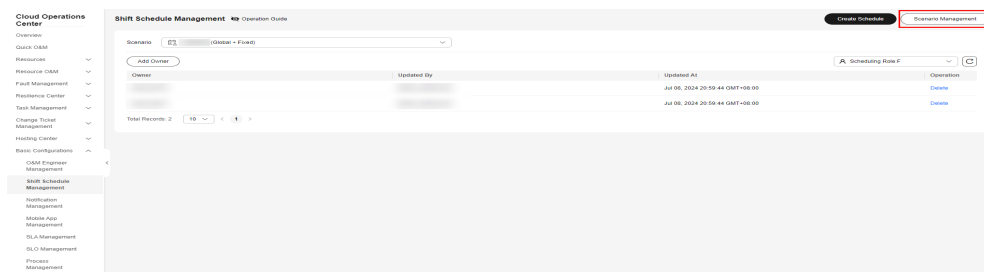 Cloud Operations
Center
Overview
Quick O&M
Resources
Resource O&M
Fault Management
Resilience Center
Task Management
Change Ticket
Management
Hosting Center
Basic Configurations
O&M Engineer
Management
Shift Schedule
Management
Notification
Management
Mobile App
Management
SLA Management
SLO Management
Process
Management
Shift Schedule Management Operation Guide
Create Schedule Scenario Management
Scenario (Global + Fixed)
Add Owner Scheduling Role:F
Owner Updated By Updated At Operation
Jul 08, 2024 20:59:44 GMT+08:00 Delete
Jul 08, 2024 20:59:44 GMT+08:00 Delete
Total Records: 2 10 < 1 >